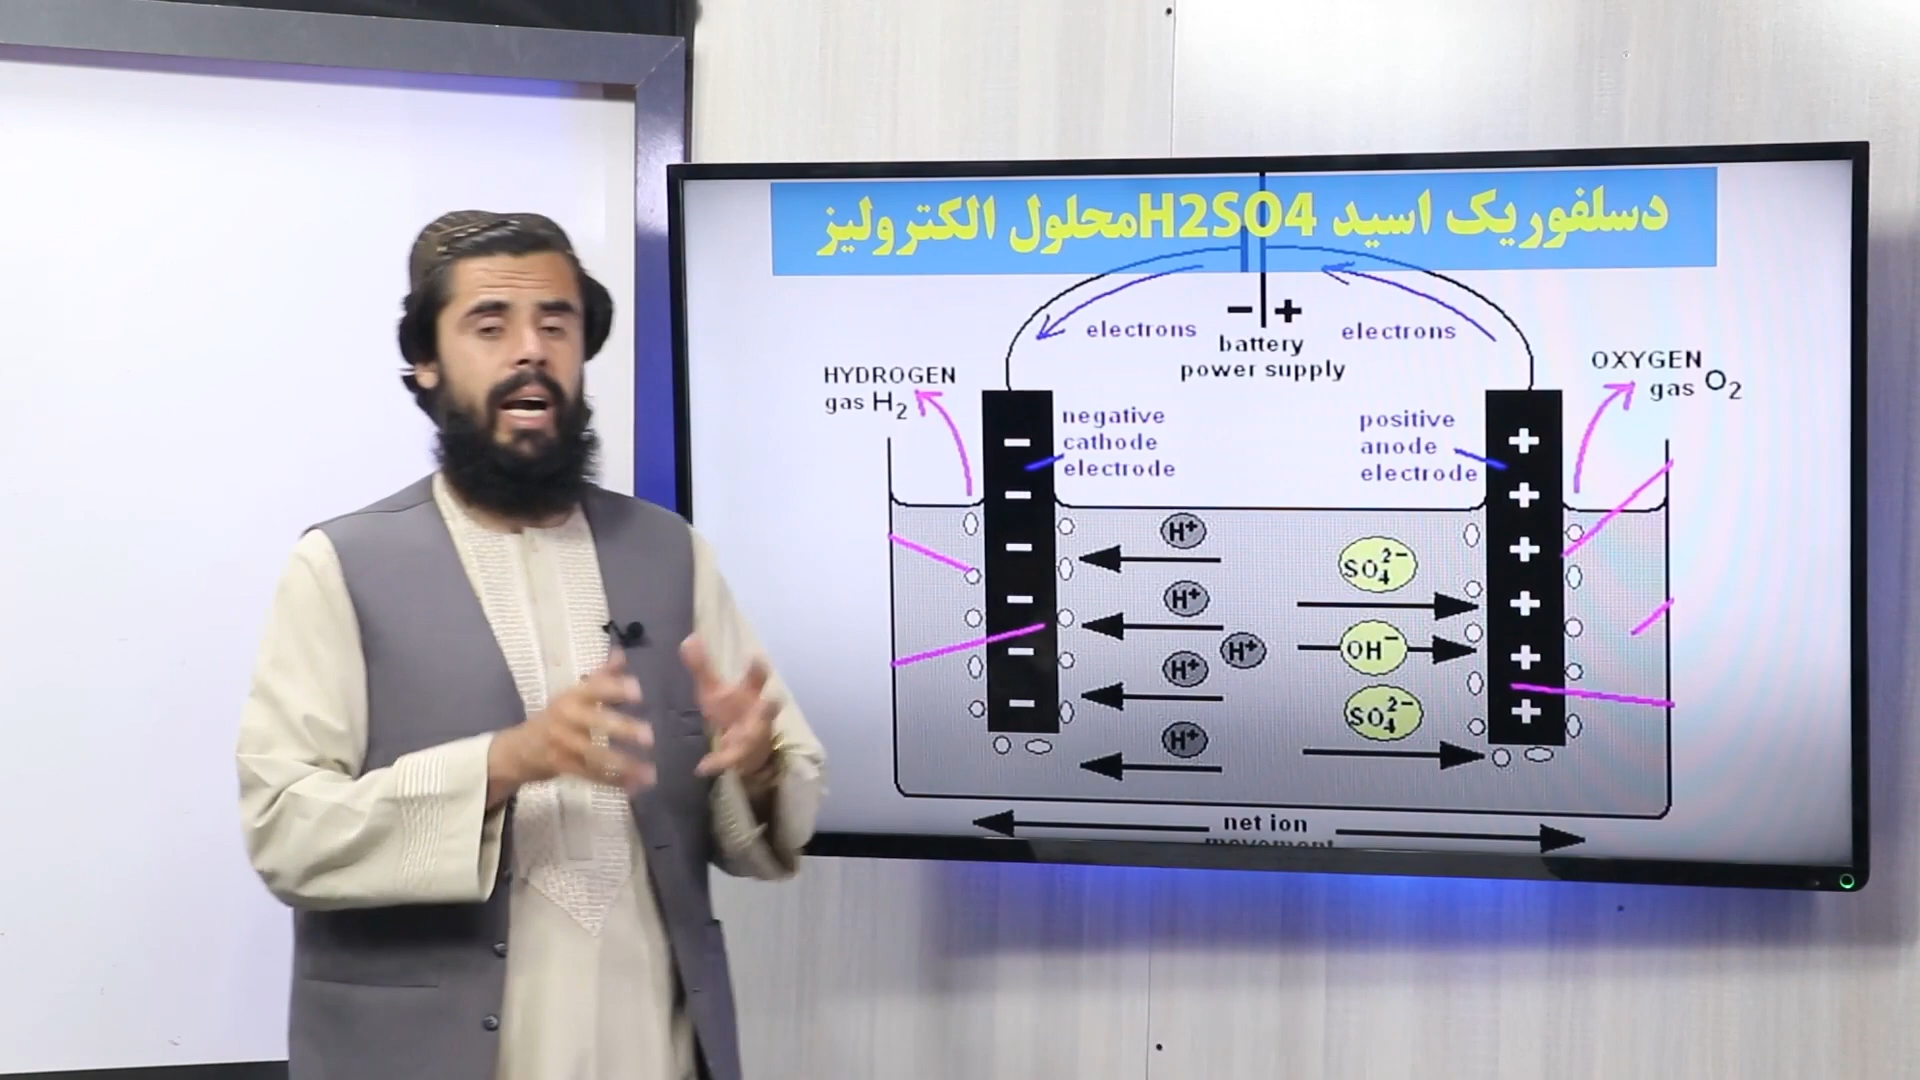 دسلفوریک اسید H2SO4محلول الکترولیز
− +
electrons
electrons
battery
power supply
HYDROGEN
gas H₂
OXYGEN
gas O₂
negative
cathode
electrode
positive
anode
electrode
− +
− +
− +
− +
− +
− +
H⁺
H⁺
H⁺
H⁺
H⁺
SO₄²⁻
OH⁻
SO₄²⁻
net ion
movement